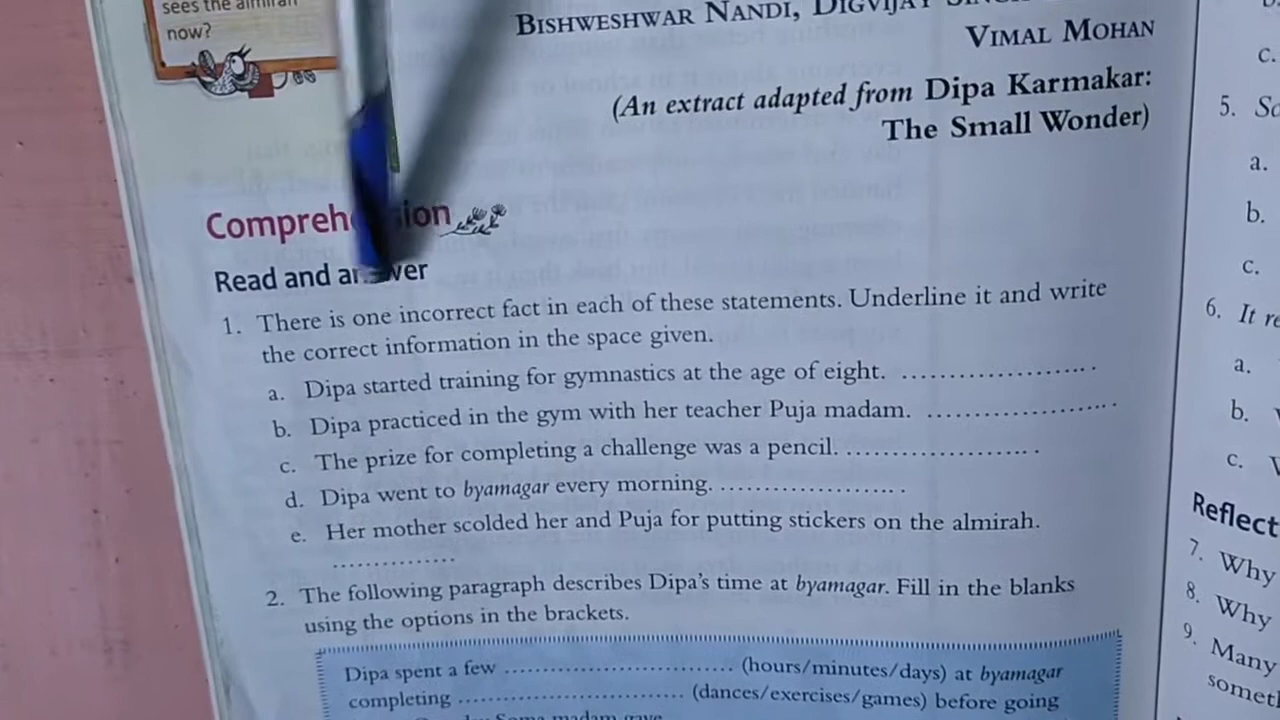 sees the almirah
now?
BISHWESHWAR NANDI, DIGVIJAY
VIMAL MOHAN
(An extract adapted from Dipa Karmakar:
The Small Wonder)
Comprehension
Read and answer
1. There is one incorrect fact in each of these statements. Underline it and write
the correct information in the space given.
a. Dipa started training for gymnastics at the age of eight. ........................
b. Dipa practiced in the gym with her teacher Puja madam. ........................
c. The prize for completing a challenge was a pencil. ........................
d. Dipa went to byamagar every morning. ........................
e. Her mother scolded her and Puja for putting stickers on the almirah.
...............
2. The following paragraph describes Dipa's time at byamagar. Fill in the blanks
using the options in the brackets.
Dipa spent a few ............................ (hours/minutes/days) at byamagar
completing ............................ (dances/exercises/games) before going
Soma madam gave
c.
5.
a.
b.
c.
6. It
a.
b.
c.
Reflect
7. Why
8. Why
9. Many